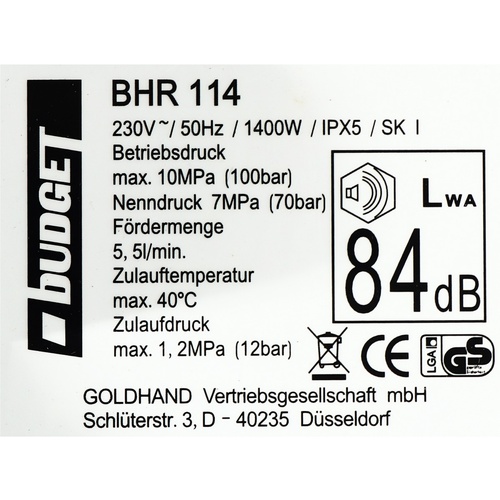 BUDGET
BHR 114
230V~/ 50Hz / 1400W / IPX5 / SK I
Betriebsdruck
max. 10MPa (100bar)
Nenndruck 7MPa (70bar)
Fördermenge
5, 5l/min.
Zulauftemperatur
max. 40°C
Zulaufdruck
max. 1, 2MPa (12bar)
LWA
84dB
CE
LGA
GS
GOLDHAND Vertriebsgesellschaft mbH
Schlüterstr. 3, D - 40235 Düsseldorf